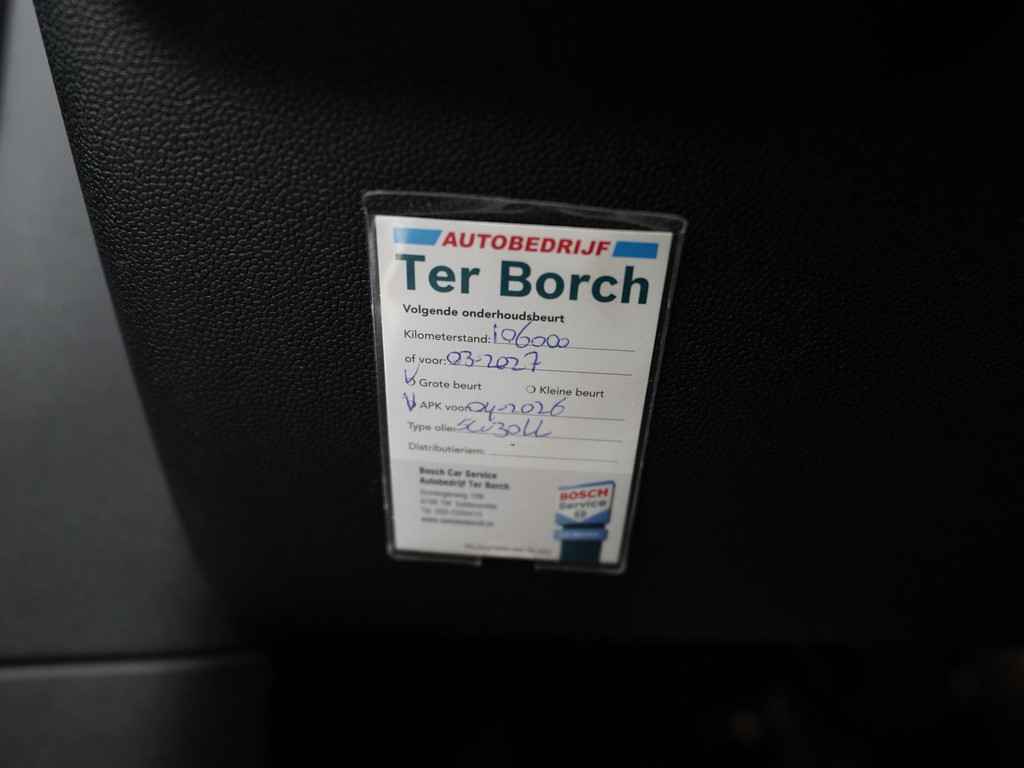 AUTOBEDRIJF
Ter Borch
Volgende onderhoudsbeurt
Kilometerstand: 106000
of voor: 03-2027
Grote beurt Kleine beurt
APK voor: 04-2026
Type olie:
Distributieriem:
Bosch Car Service
Autobedrijf Ter Borch
BOSCH
Service